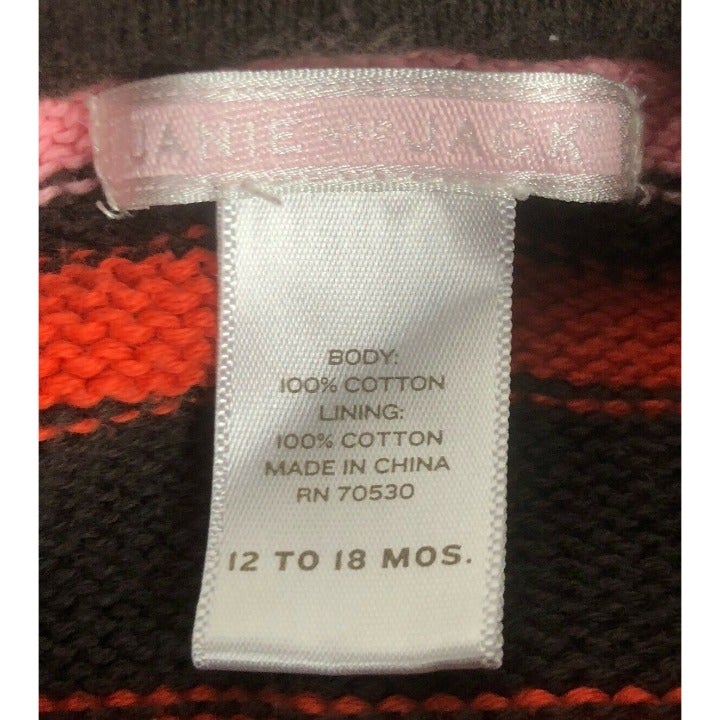 JANIE AND JACK®
BODY:
100% COTTON
LINING:
100% COTTON
MADE IN CHINA
RN 70530
12 TO 18 MOS.